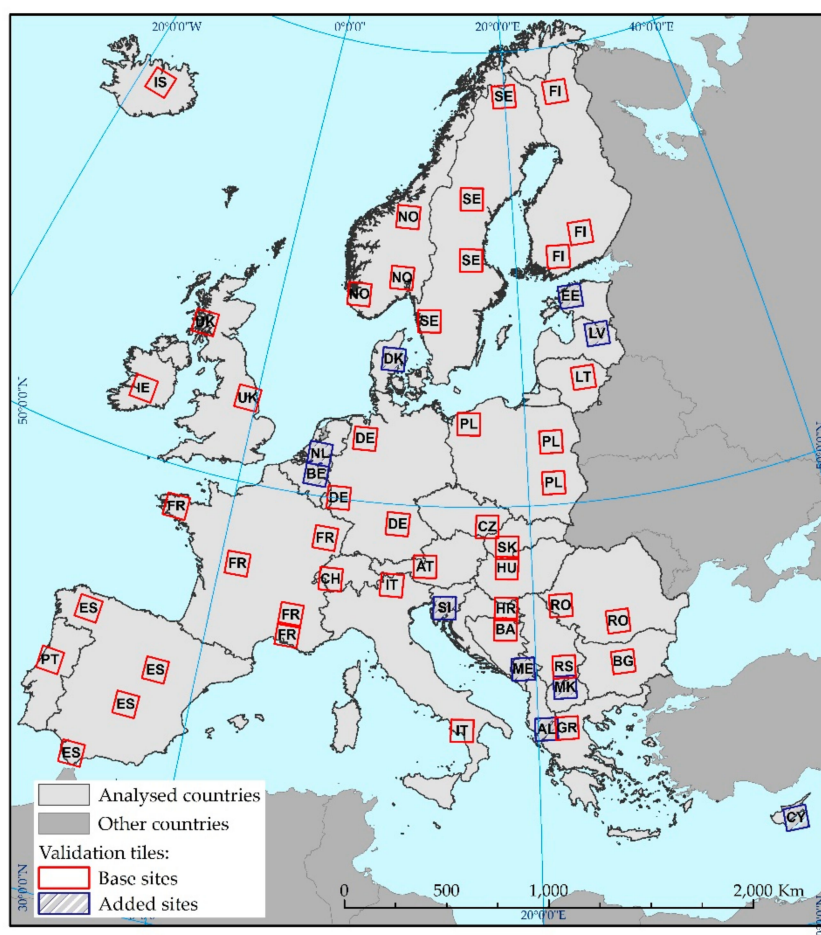 20°0'0"W
0°0'0"
20°0'0"E
40°0'0"E
IS
SE
FI
SE
NO
FI
SE
FI
NO
NO
EE
UK
SE
LV
DK
LT
IE
UK
50°0'0"N
PL
DE
PL
NL
BE
PL
DE
FR
DE
CZ
FR
SK
FR
AT
HU
CH
IT
ES
SI
HR
RO
FR
RO
BA
FR
PT
ES
ME
RS
BG
MK
ES
IT
AL
GR
ES
CY
Analysed countries
Other countries
Validation tiles:
Base sites
Added sites
30°0'0"N
0 500 1,000 2,000 Km
20°0'0"E